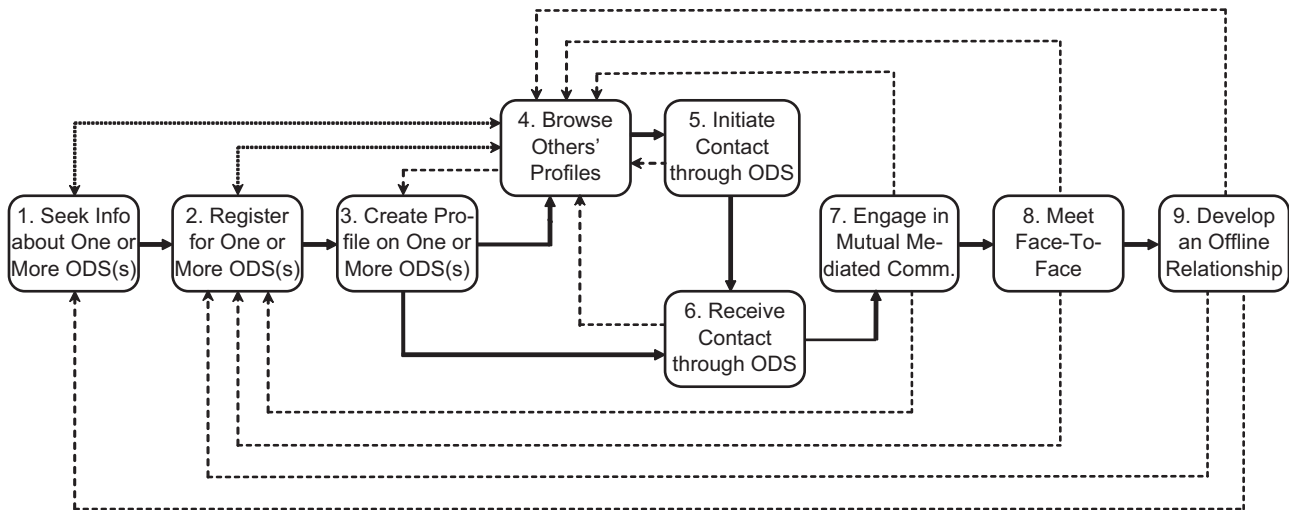 4. Browse
Others’
Profiles
5. Initiate
Contact
through ODS
1. Seek Info
about One or
More ODS(s)
2. Register
for One or
More ODS(s)
3. Create Pro-
file on One or
More ODS(s)
6. Receive
Contact
through ODS
7. Engage in
Mutual Me-
diated Comm.
8. Meet
Face-To-
Face
9. Develop
an Offline
Relationship